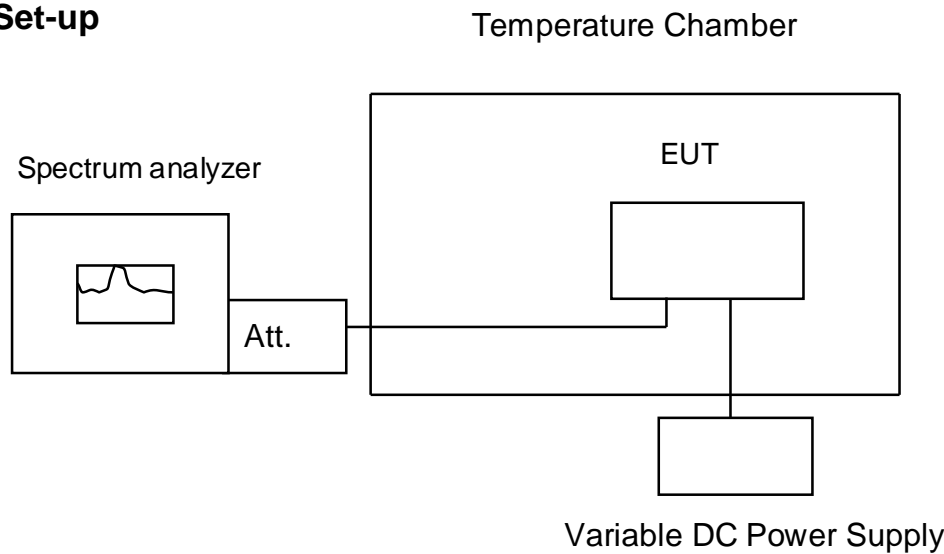 Set-up
Temperature Chamber
EUT
Spectrum analyzer
Att.
Variable DC Power Supply